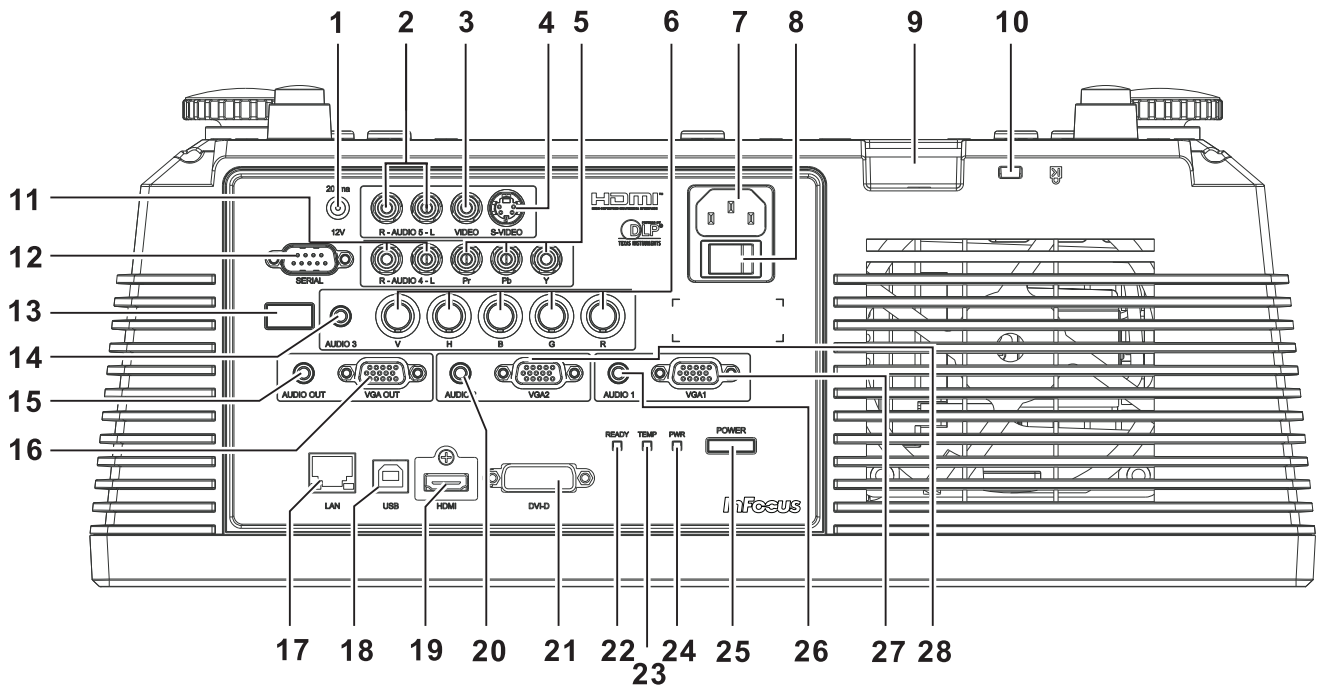 1 2 3 4 5 6 7 8 9 10
12V
R - AUDIO 5 - L VIDEO S-VIDEO
HDMI™
DLP®
TEXAS INSTRUMENTS
11
12
SERIAL
R - AUDIO 4 - L Pr Pb Y
13
14
AUDIO 3 V H B G R
15
AUDIO OUT VGA OUT VGA2 AUDIO 1 VGA1
16
READY TEMP PWR POWER
LAN USB HDMI DVI-D InFocus
17 18 19 20 21 22 23 24 25 26 27 28